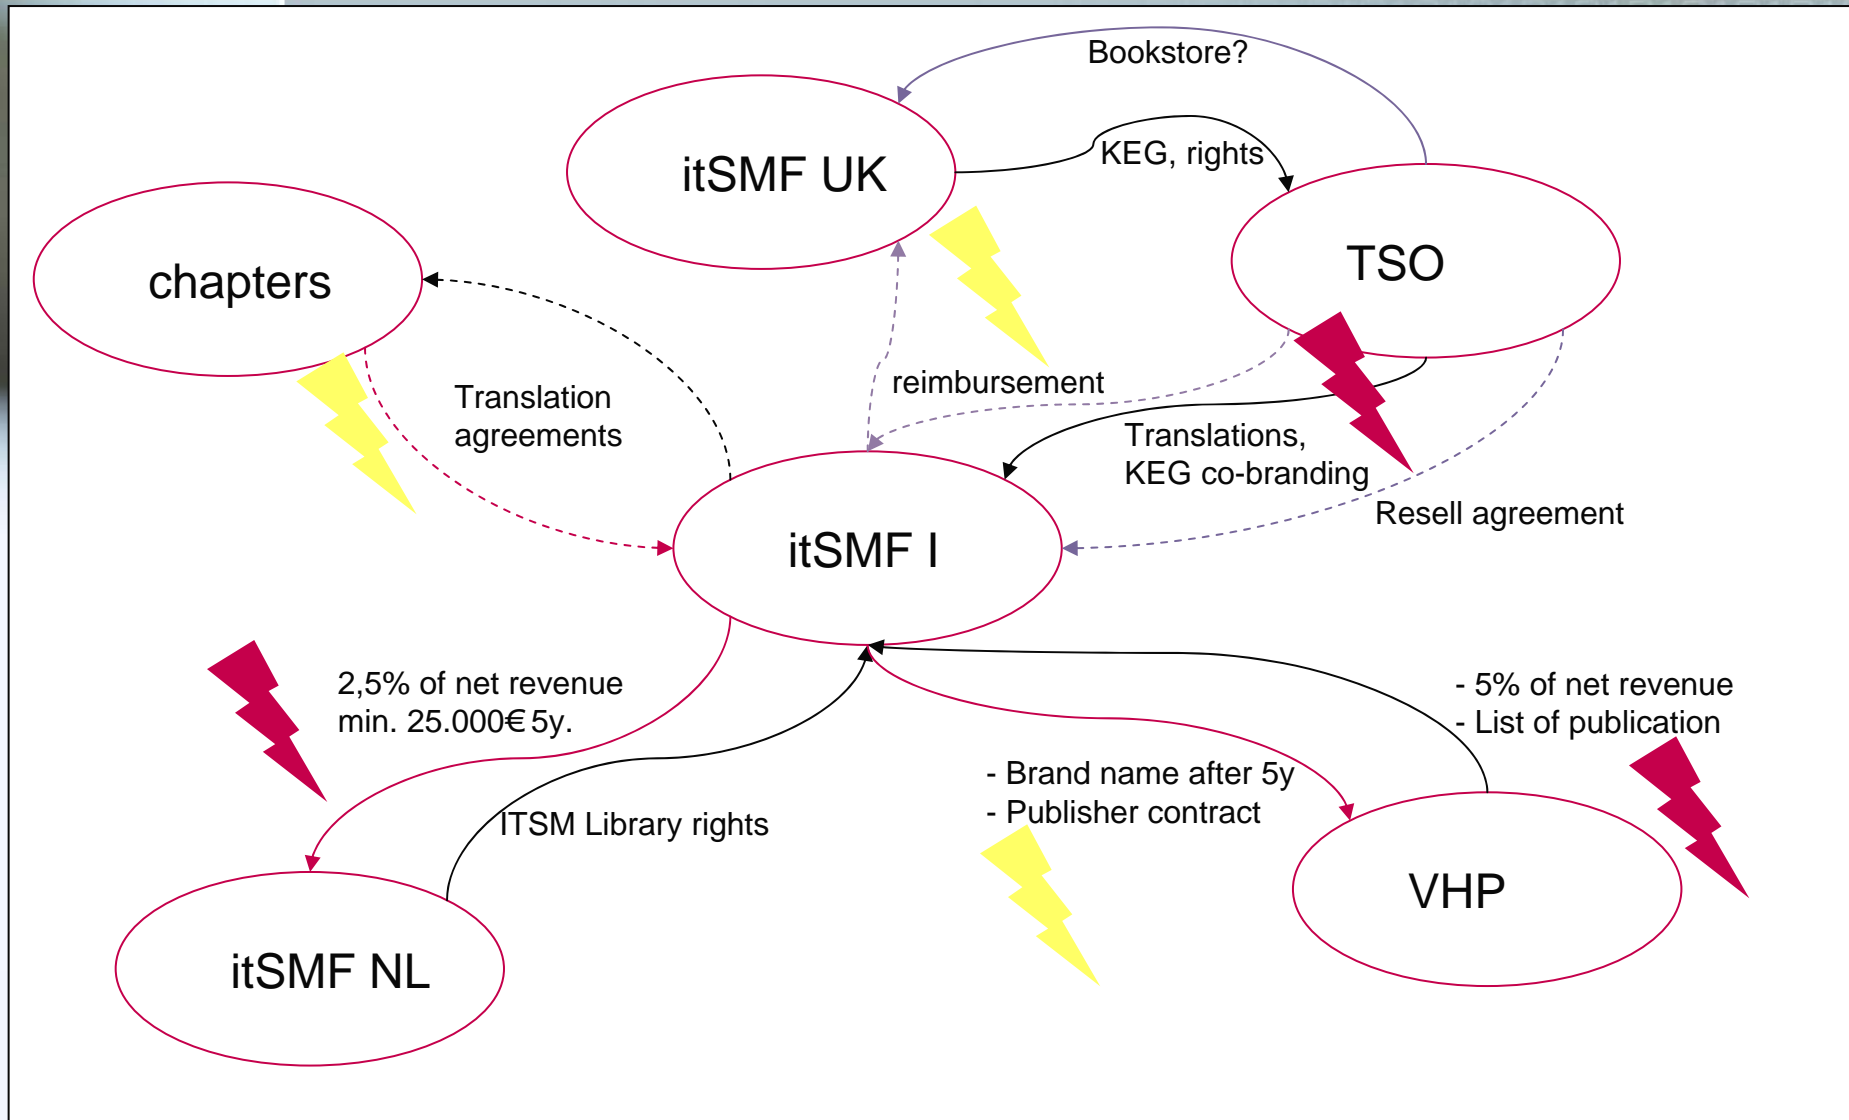 Bookstore?
itSMF UK
KEG, rights
TSO
chapters
reimbursement
Translation
agreements
Translations,
KEG co-branding
Resell agreement
itSMF I
2,5% of net revenue
min. 25.000€ 5y.
- 5% of net revenue
- List of publication
- Brand name after 5y
- Publisher contract
ITSM Library rights
VHP
itSMF NL